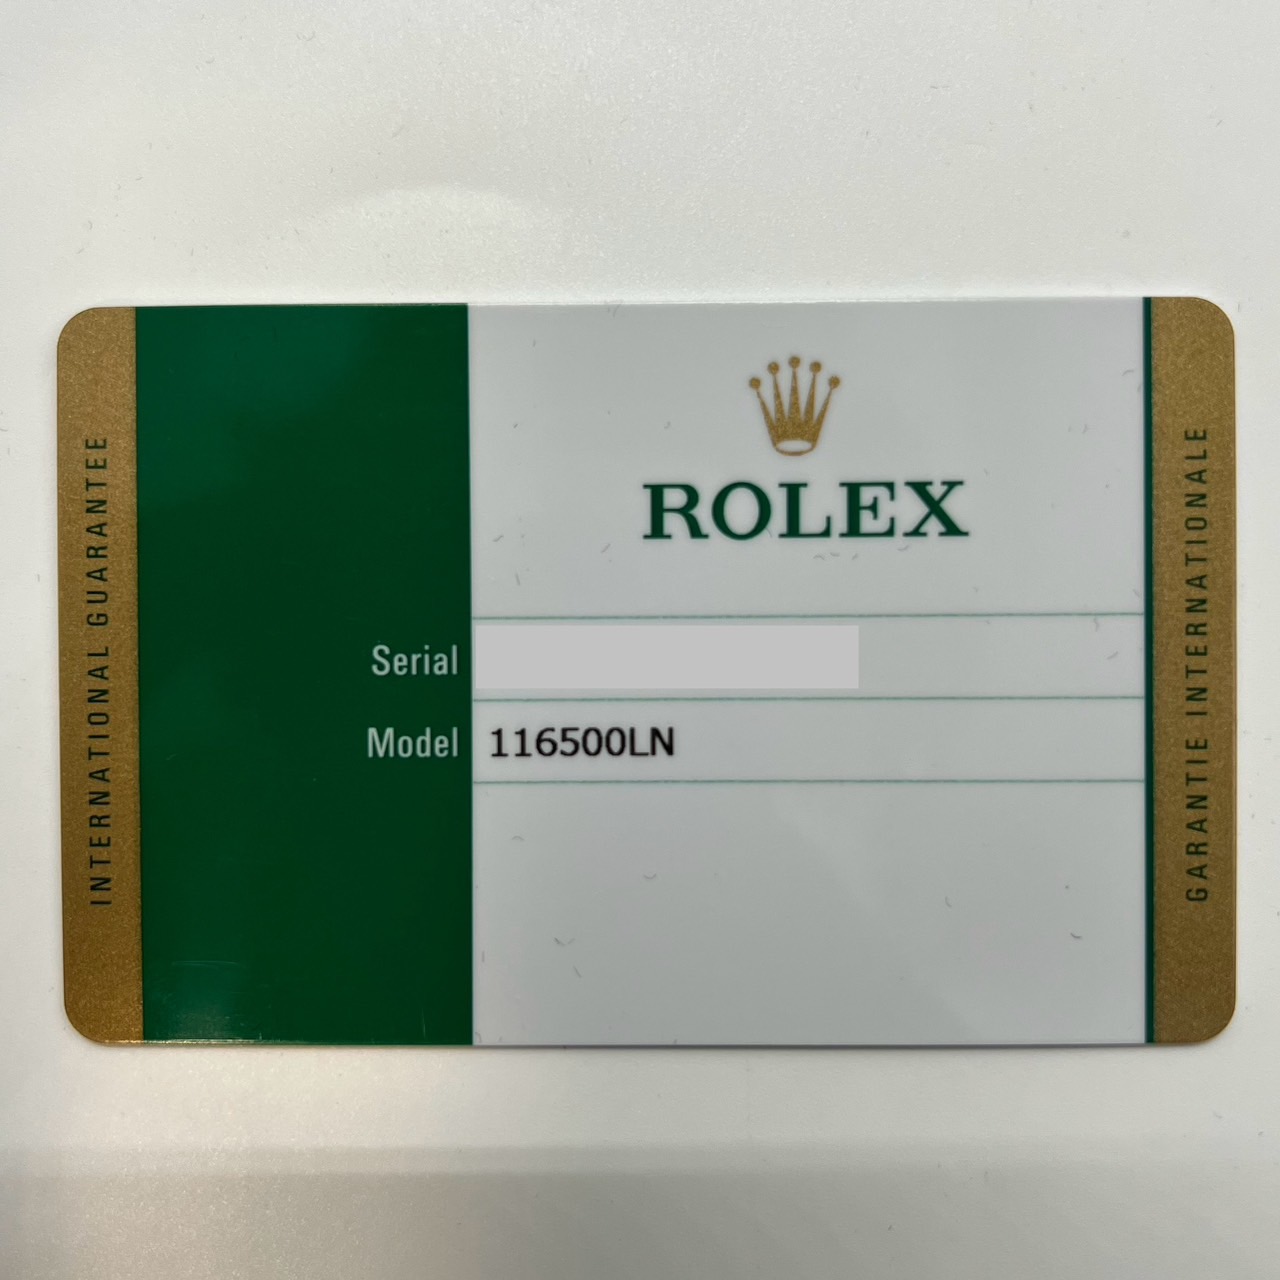 INTERNATIONAL GUARANTEE
ROLEX
Serial
Model 116500LN
GARANTIE INTERNATIONALE